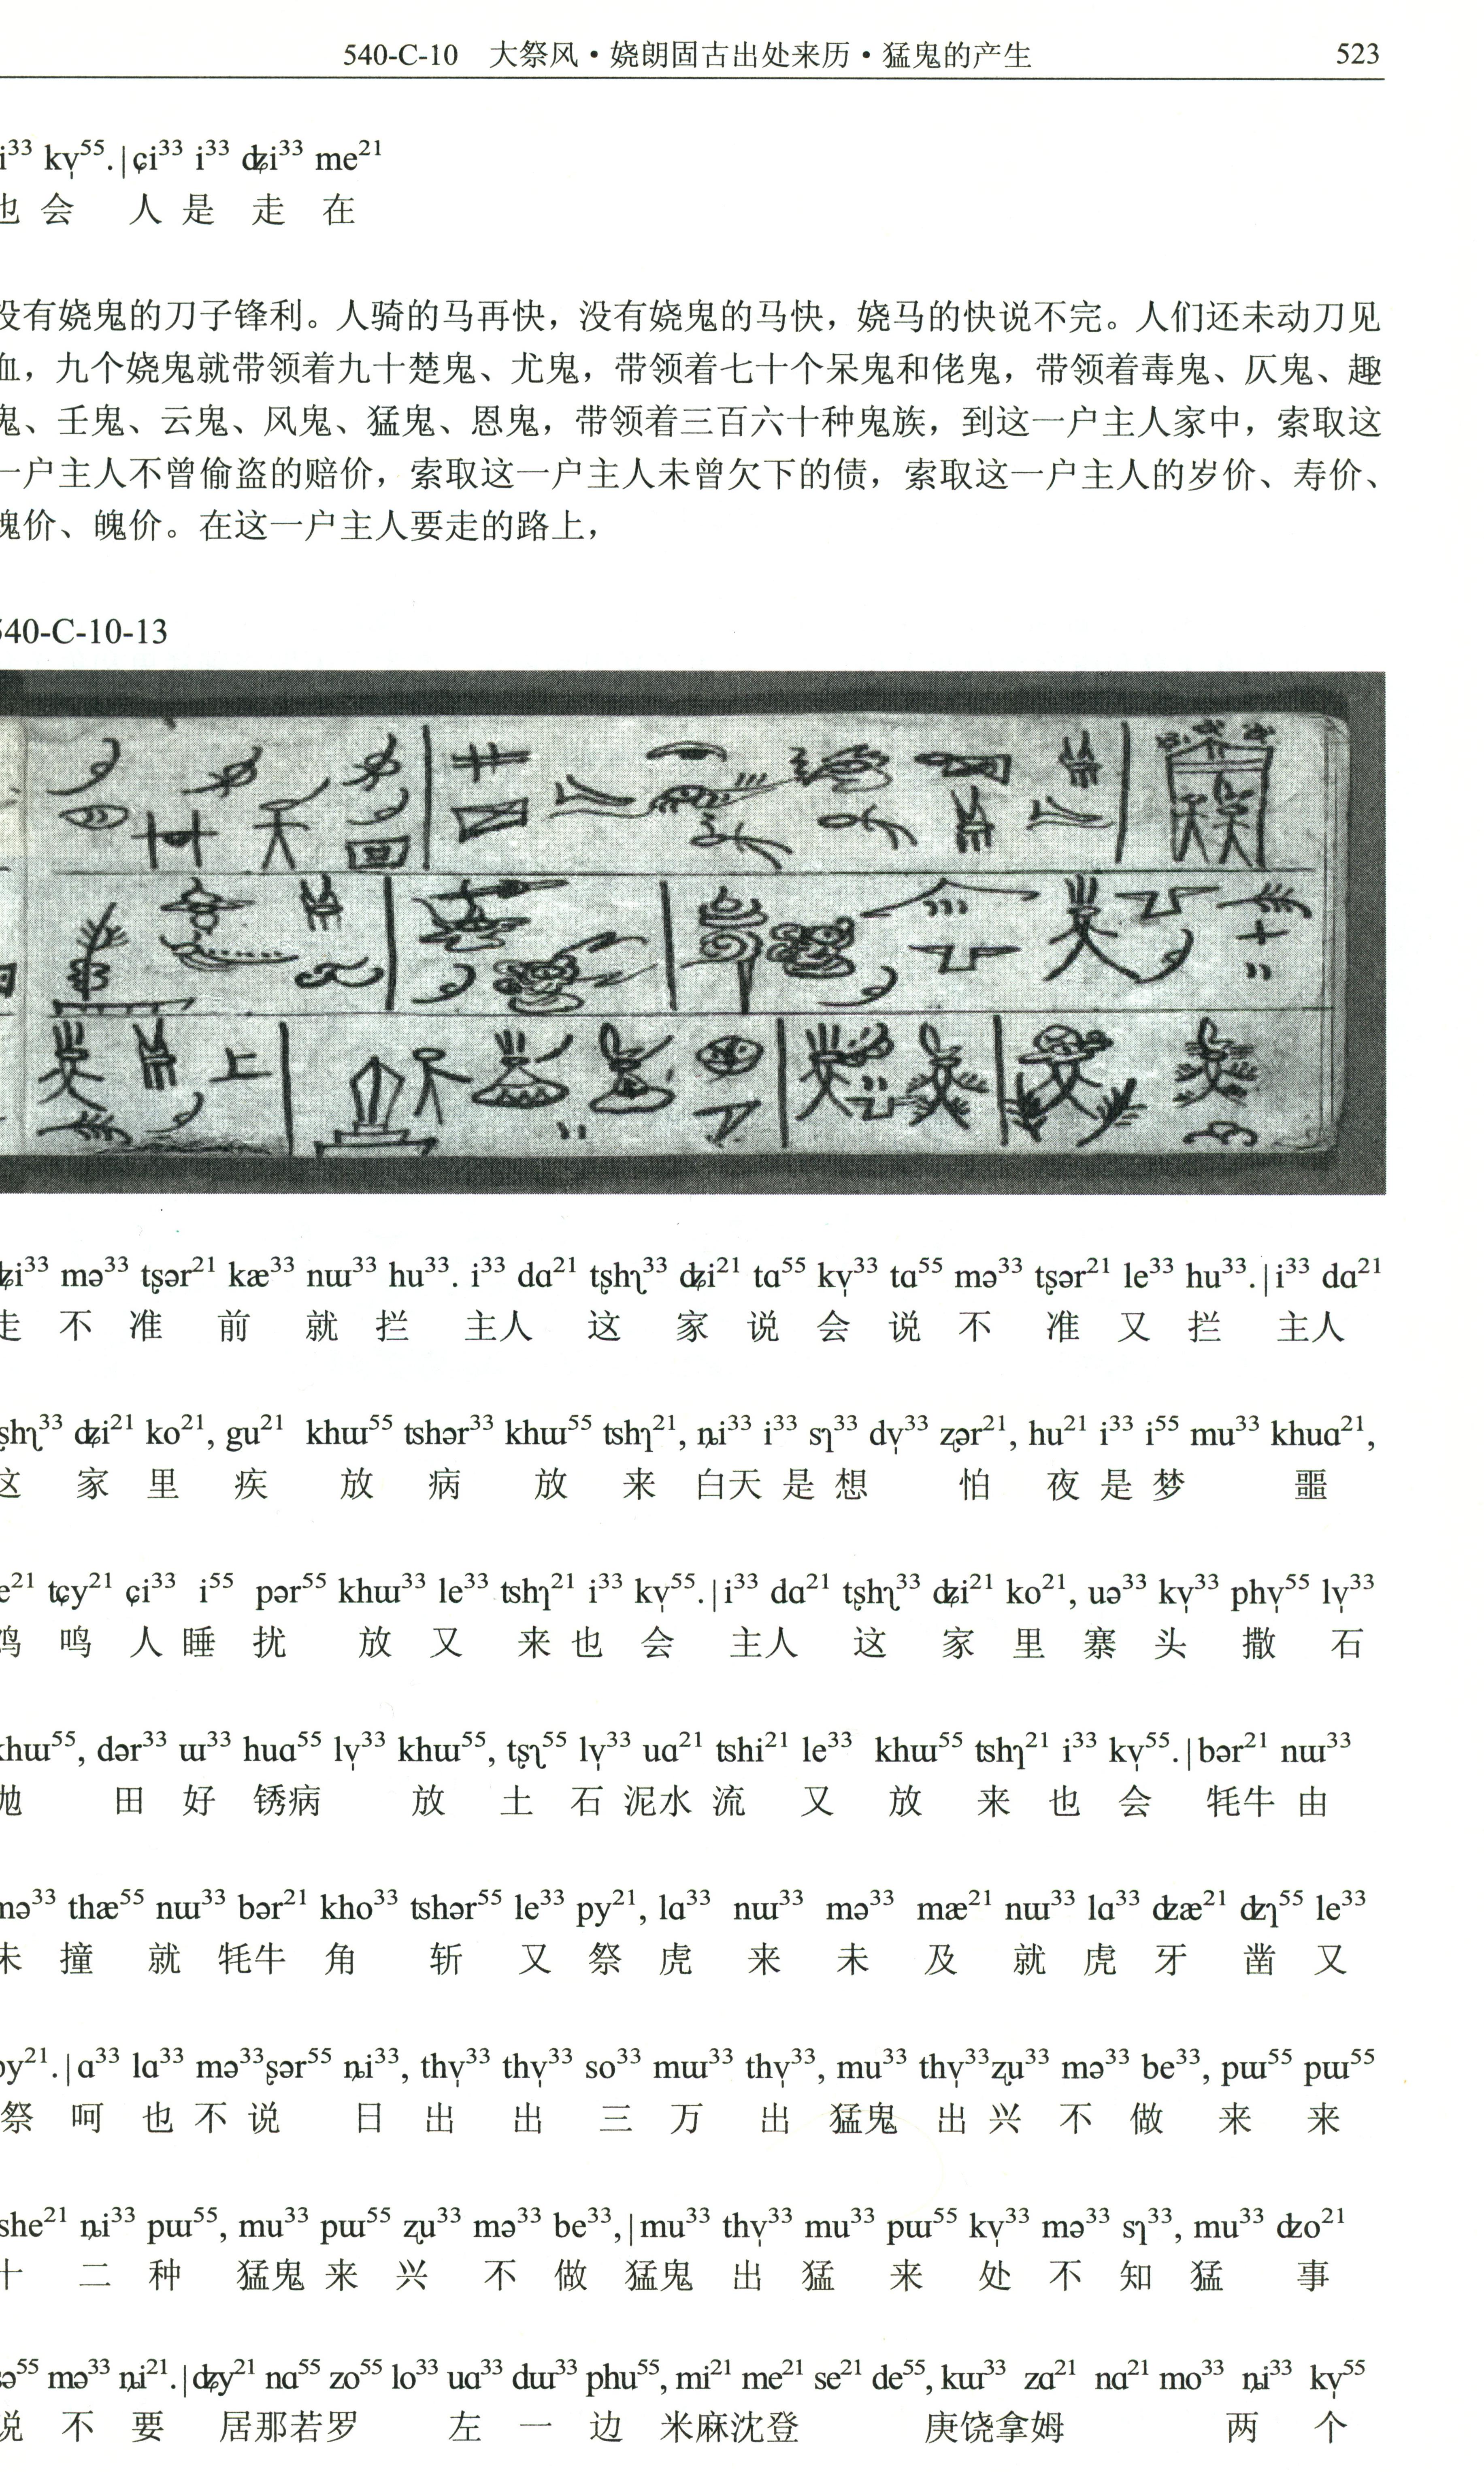 540-C-10 大祭风·娆朗固古出处来历·猛鬼的产生 523
i³³ kv̩⁵⁵.|ɕi³³ i³³ dʑi³³ me²¹
也 会 人 是 走 在
没有娆鬼的刀子锋利。人骑的马再快，没有娆鬼的马快，娆马的快说不完。人们还未动刀见
血，九个娆鬼就带领着九十楚鬼、尤鬼，带领着七十个呆鬼和佬鬼，带领着毒鬼、仄鬼、趣
鬼、壬鬼、云鬼、风鬼、猛鬼、恩鬼，带领着三百六十种鬼族，到这一户主人家中，索取这
一户主人不曾偷盗的赔价，索取这一户主人未曾欠下的债，索取这一户主人的岁价、寿价、
魂价、魄价。在这一户主人要走的路上，
540-C-10-13
dʑi³³ mə³³ tʂər²¹ kæ³³ nɯ³³ hu³³. i³³ dɑ²¹ tʂhʅ³³ dʑi²¹ tɑ⁵⁵ kv̩³³ tɑ⁵⁵ mə³³ tʂər²¹ le³³ hu³³.|i³³ dɑ²¹
走 不 准 前 就 拦 主人 这 家 说 会 说 不 准 又 拦 主人
tʂhʅ³³ dʑi²¹ ko²¹, gu²¹ khɯ⁵⁵ tshər³³ khɯ⁵⁵ tshʅ²¹, ȵi³³ i³³ sʅ³³ dv̩³³ ʐər²¹, hu²¹ i³³ i⁵⁵ mu³³ khuɑ²¹,
这 家 里 疾 放 病 放 来 白天 是 想 怕 夜 是 梦 噩
e²¹ tɕy²¹ ɕi³³ i⁵⁵ pər⁵⁵ khɯ³³ le³³ tshʅ²¹ i³³ kv̩⁵⁵.|i³³ dɑ²¹ tʂhʅ³³ dʑi²¹ ko²¹, uə³³ kv̩³³ phv̩⁵⁵ lv̩³³
鸡 鸣 人 睡 扰 放 又 来 也 会 主人 这 家 里 寨 头 撒 石
khɯ⁵⁵, dər³³ ɯ³³ huɑ⁵⁵ lv̩³³ khɯ⁵⁵, tʂʅ⁵⁵ lv̩³³ uɑ²¹ tshi²¹ le³³ khɯ⁵⁵ tshʅ²¹ i³³ kv̩⁵⁵.|bər²¹ nɯ³³
抛 田 好 锈病 放 土 石 泥水 流 又 放 来 也 会 牦牛 由
mə³³ thæ⁵⁵ nɯ³³ bər²¹ kho³³ tshər⁵⁵ le³³ py²¹, lɑ³³ nɯ³³ mə³³ mæ²¹ nɯ³³ lɑ³³ dʑæ²¹ dʐʅ⁵⁵ le³³
未 撞 就 牦牛 角 斩 又 祭 虎 来 未 及 就 虎 牙 凿 又
py²¹.|ɑ³³ lɑ³³ mə³³ʂər⁵⁵ ȵi³³, thv̩³³ thv̩³³ so³³ mɯ³³ thv̩³³, mu³³ thv̩³³ʐu³³ mə³³ be³³, pɯ⁵⁵ pɯ⁵⁵
祭 呵 也 不 说 日 出 出 三 万 出 猛鬼 出 兴 不 做 来 来
tshe²¹ ȵi³³ pɯ⁵⁵, mu³³ pɯ⁵⁵ ʐu³³ mə³³ be³³,|mu³³ thv̩³³ mu³³ pɯ⁵⁵ kv̩³³ mə³³ sʅ³³, mu³³ dʐo²¹
十 二 种 猛鬼 来 兴 不 做 猛鬼 出 猛 来 处 不 知 猛 事
ʂə⁵⁵ mə³³ ȵi²¹.|dʑy²¹ nɑ⁵⁵ zo⁵⁵ lo³³ uɑ³³ dɯ³³ phu⁵⁵, mi²¹ me²¹ se²¹ de⁵⁵, kɯ³³ zɑ²¹ nɑ²¹ mo³³ ȵi³³ kv̩⁵⁵
说 不 要 居那若罗 左 一 边 米麻沈登 庚饶拿姆 两 个